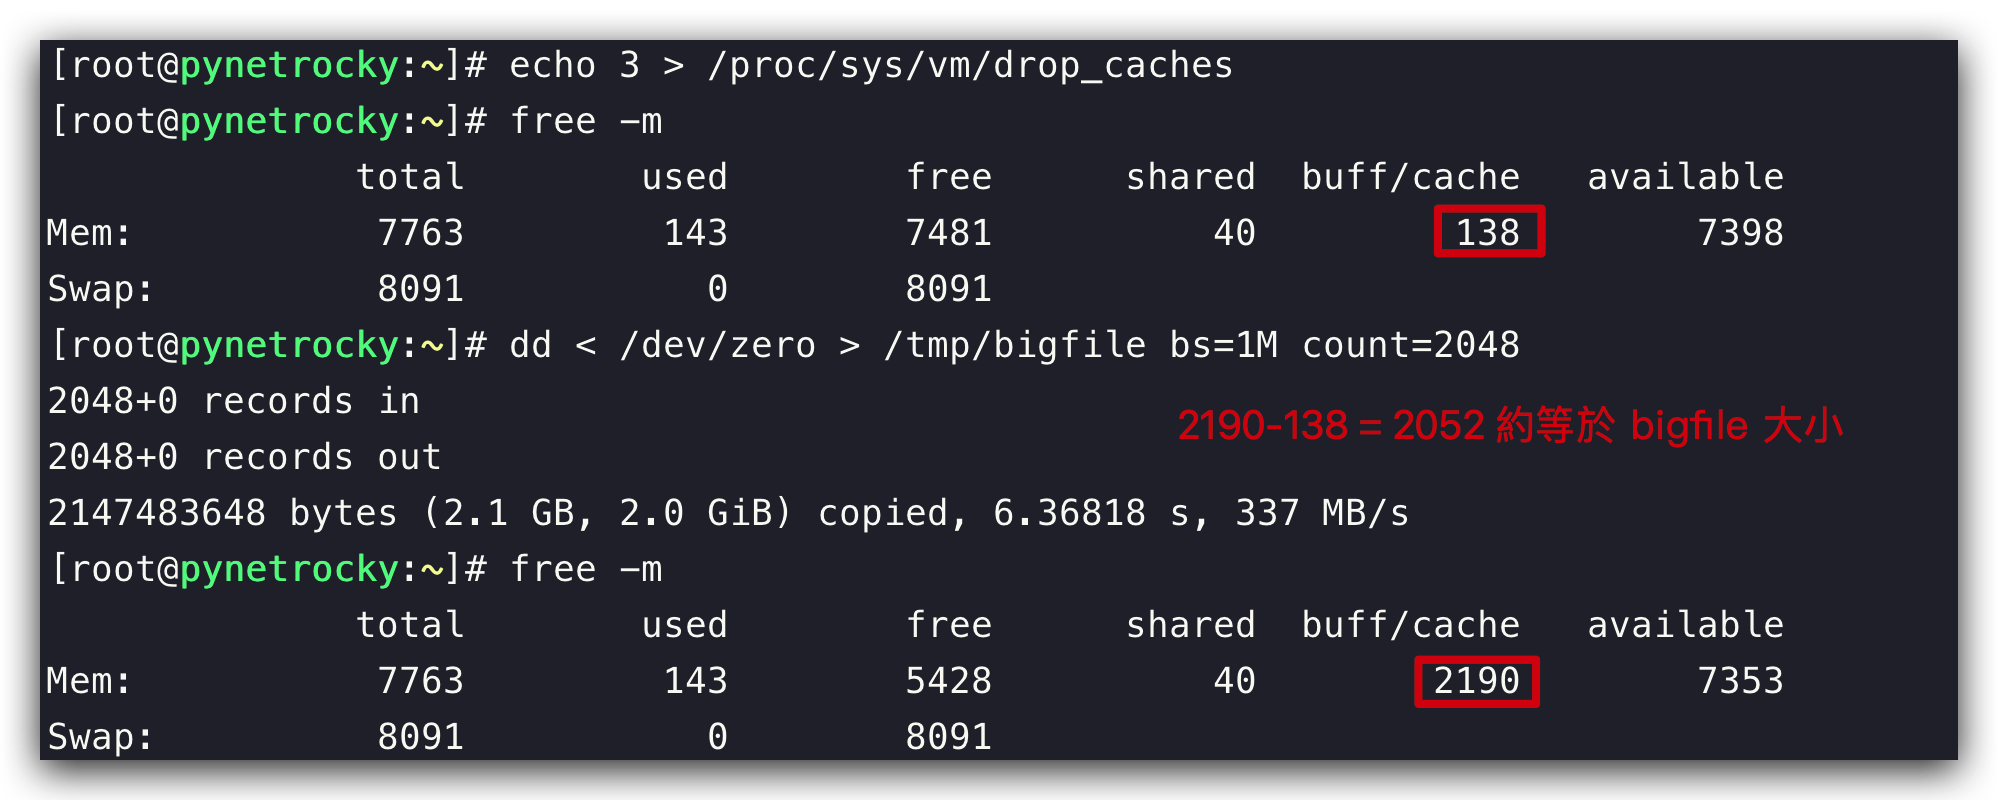 [root@pynetrocky:~]# echo 3 > /proc/sys/vm/drop_caches
[root@pynetrocky:~]# free -m
              total        used        free      shared  buff/cache   available
Mem:           7763         143        7481          40         138        7398
Swap:          8091           0        8091
[root@pynetrocky:~]# dd < /dev/zero > /tmp/bigfile bs=1M count=2048
2048+0 records in
2190-138 = 2052 約等於 bigfile 大小
2048+0 records out
2147483648 bytes (2.1 GB, 2.0 GiB) copied, 6.36818 s, 337 MB/s
[root@pynetrocky:~]# free -m
              total        used        free      shared  buff/cache   available
Mem:           7763         143        5428          40        2190        7353
Swap:          8091           0        8091